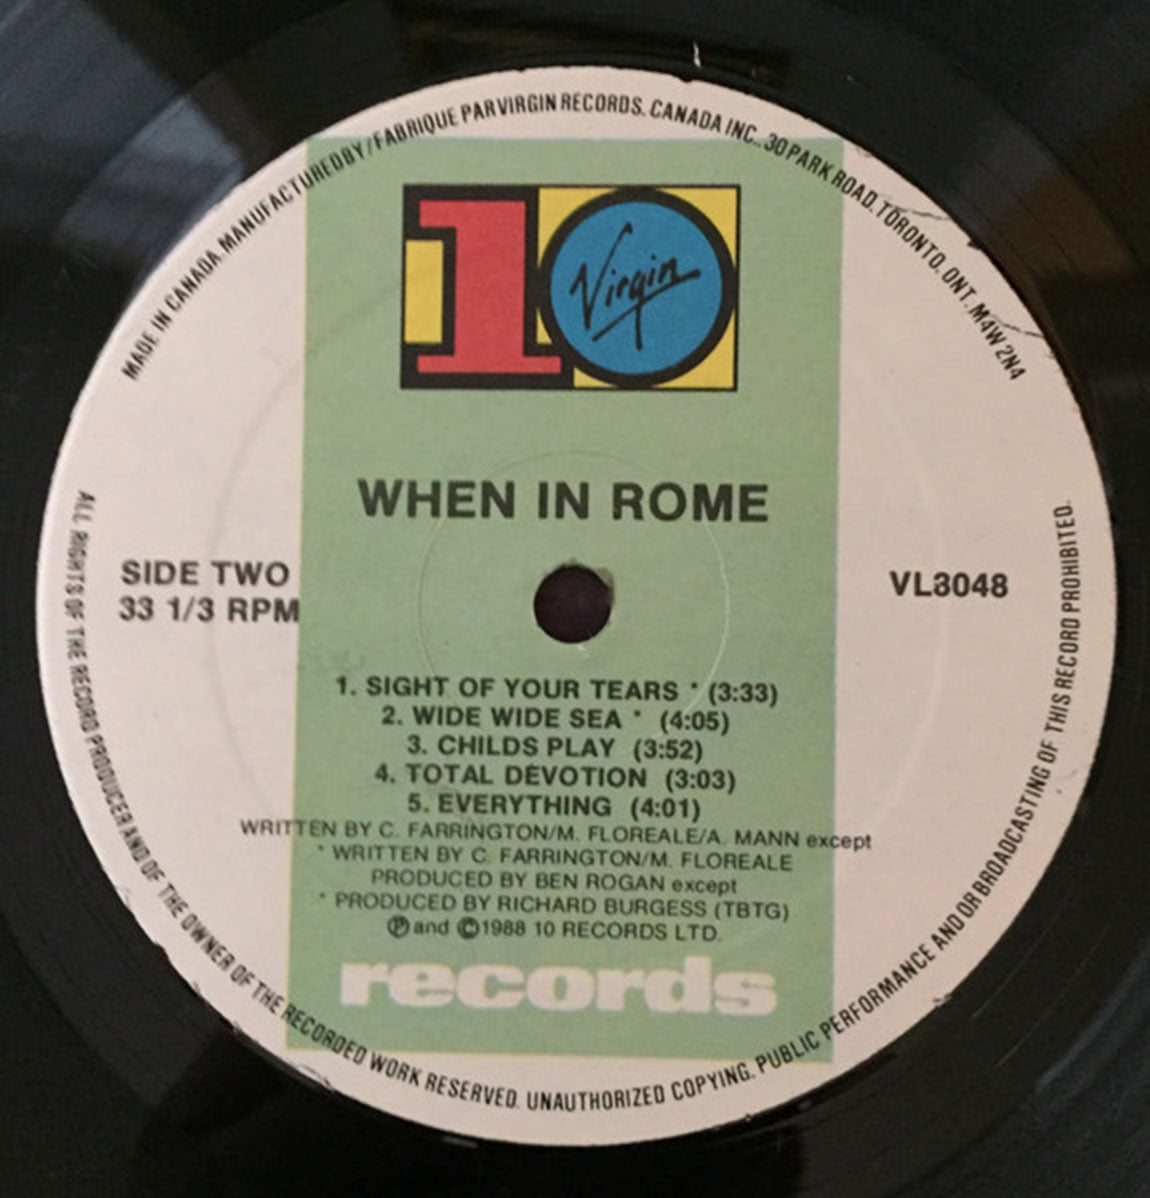 MADE IN CANADA. MANUFACTURED BY / FABRIQUE PAR VIRGIN RECORDS. CANADA INC.. 30 PARK ROAD. TORONTO. ONT. M4W 2N4
10
Virgin
WHEN IN ROME
SIDE TWO
33 1/3 RPM
VL3048
1. SIGHT OF YOUR TEARS * (3:33)
2. WIDE WIDE SEA * (4:05)
3. CHILDS PLAY (3:52)
4. TOTAL DEVOTION (3:03)
5. EVERYTHING (4:01)
WRITTEN BY C. FARRINGTON/M. FLOREALE/A. MANN except
* WRITTEN BY C. FARRINGTON/M. FLOREALE
PRODUCED BY BEN ROGAN except
* PRODUCED BY RICHARD BURGESS (TBTG)
Ⓟ and ©1988 10 RECORDS LTD.
records
ALL RIGHTS OF THE RECORD PRODUCER AND OF THE OWNER OF THE RECORDED WORK RESERVED. UNAUTHORIZED COPYING. PUBLIC PERFORMANCE AND OR BROADCASTING OF THIS RECORD PROHIBITED.